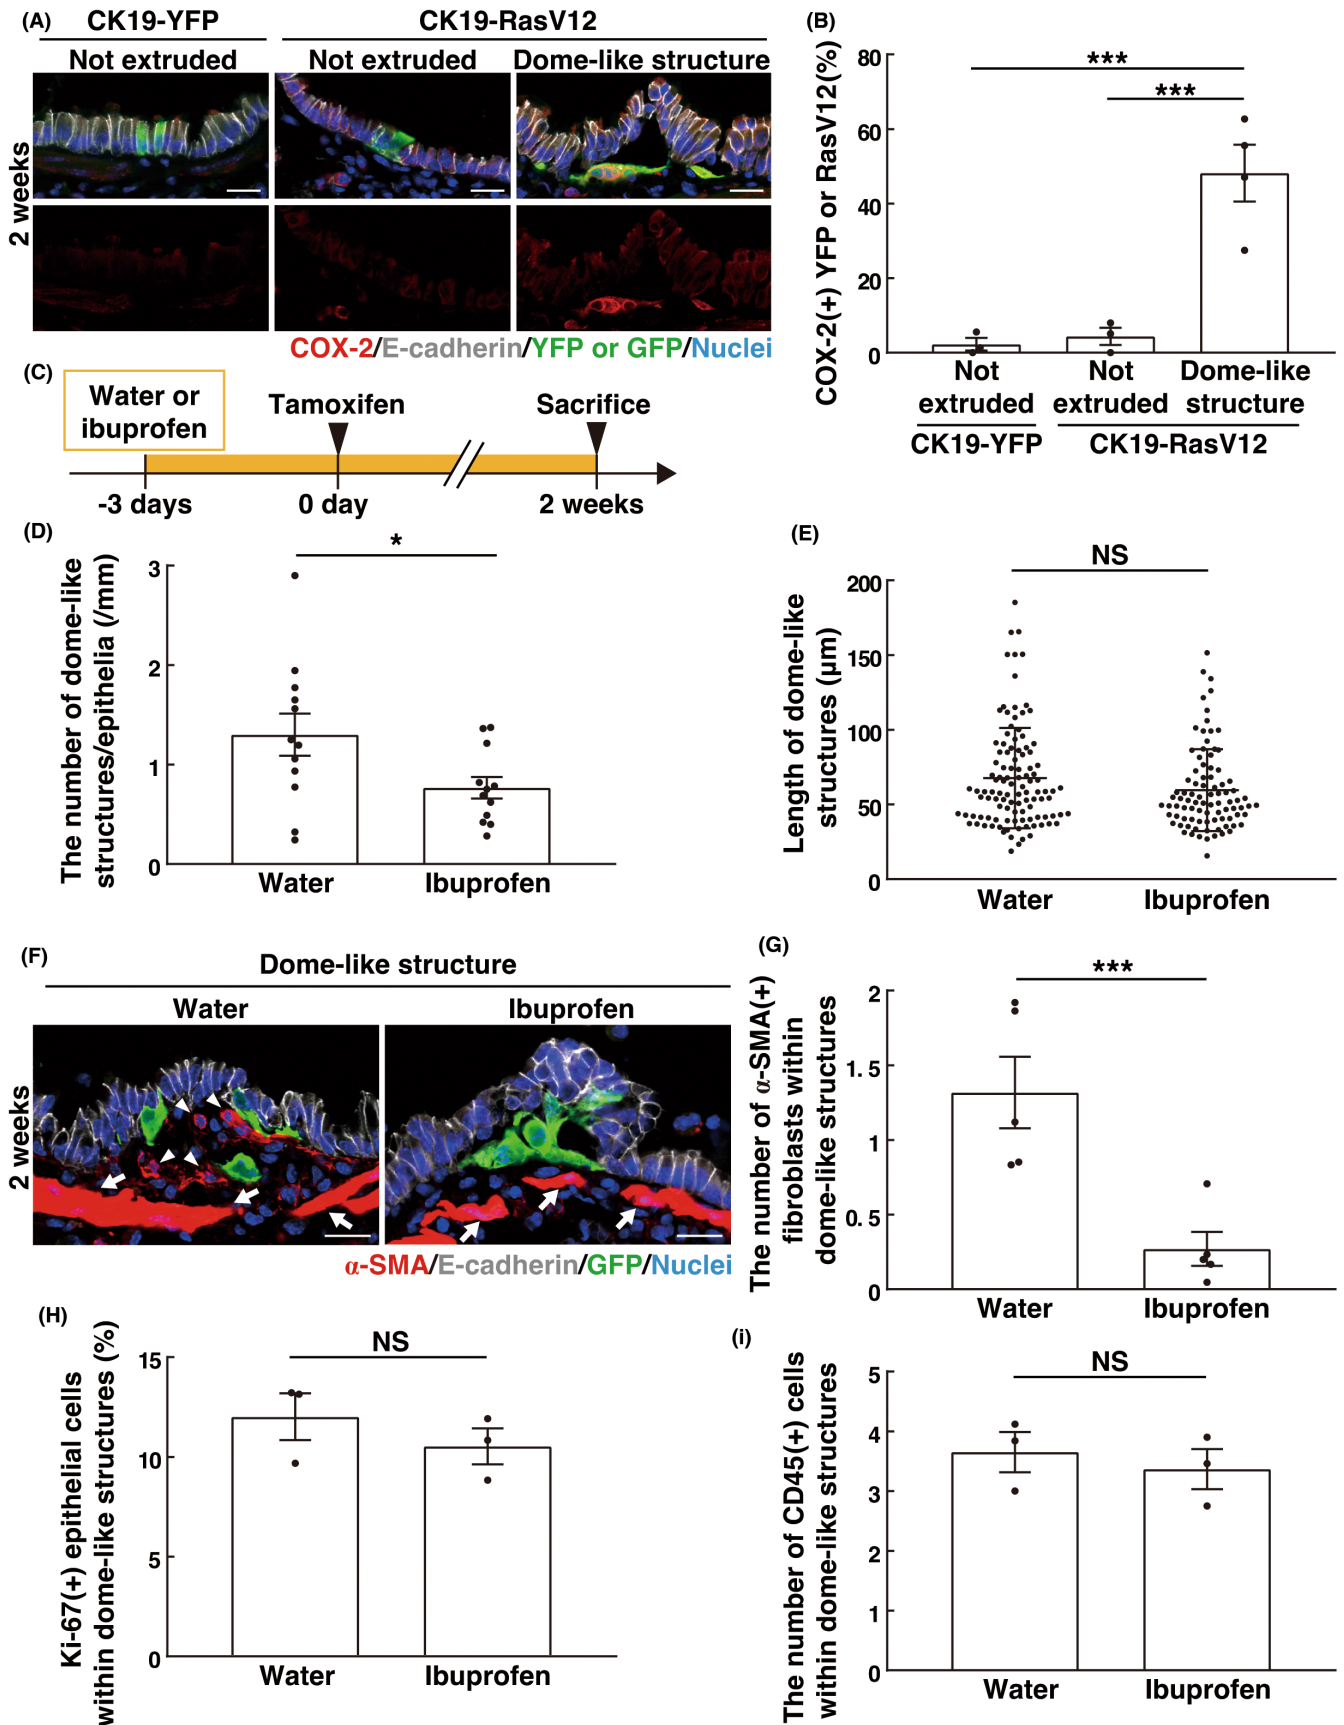 (A)
CK19-YFP
CK19-RasV12
Not extruded
Not extruded
Dome-like structure
2 weeks
COX-2/E-cadherin/YFP or GFP/Nuclei
(B)
COX-2(+) YFP or RasV12(%)
80
60
40
20
0
***
***
Not
extruded
Not
extruded
Dome-like
structure
CK19-YFP
CK19-RasV12
(C)
Water or
ibuprofen
Tamoxifen
Sacrifice
-3 days
0 day
2 weeks
(D)
The number of dome-like
structures/epithelia (/mm)
3
2
1
0
*
Water
Ibuprofen
(E)
Length of dome-like
structures (μm)
200
150
100
50
0
NS
Water
Ibuprofen
(F)
Dome-like structure
Water
Ibuprofen
2 weeks
α-SMA/E-cadherin/GFP/Nuclei
(G)
The number of α-SMA(+)
fibroblasts within
dome-like structures
2
1.5
1
0.5
0
***
Water
Ibuprofen
(H)
Ki-67(+) epithelial cells
within dome-like structures (%)
15
10
5
0
NS
Water
Ibuprofen
(i)
The number of CD45(+) cells
within dome-like structures
5
4
3
2
1
0
NS
Water
Ibuprofen